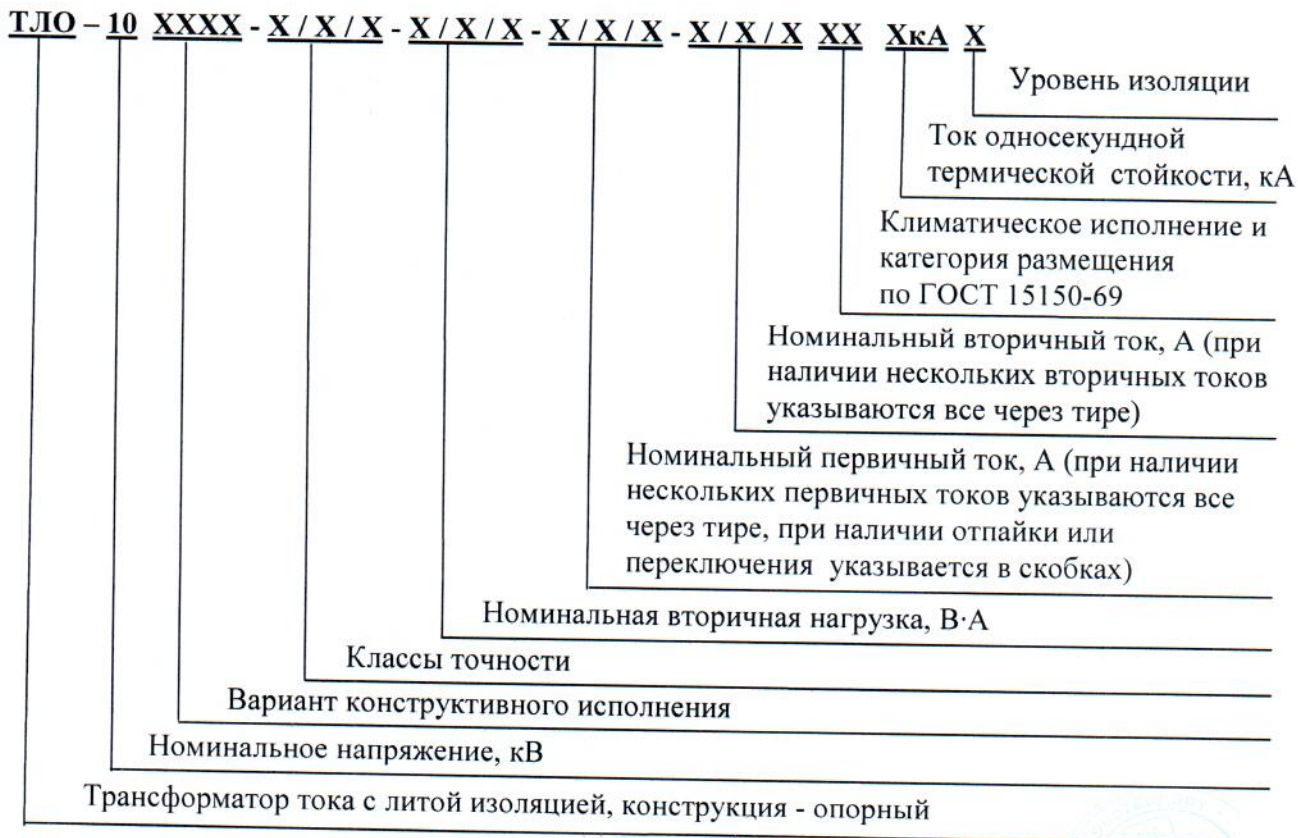 ТЛО – 10 ХХХХ - Х / Х / Х - Х / Х / Х - Х / Х / Х - Х / Х / Х ХХ ХкА Х
Уровень изоляции
Ток односекундной
термической стойкости, кА
Климатическое исполнение и
категория размещения
по ГОСТ 15150-69
Номинальный вторичный ток, А (при
наличии нескольких вторичных токов
указываются все через тире)
Номинальный первичный ток, А (при наличии
нескольких первичных токов указываются все
через тире, при наличии отпайки или
переключения указывается в скобках)
Номинальная вторичная нагрузка, В·А
Классы точности
Вариант конструктивного исполнения
Номинальное напряжение, кВ
Трансформатор тока с литой изоляцией, конструкция - опорный